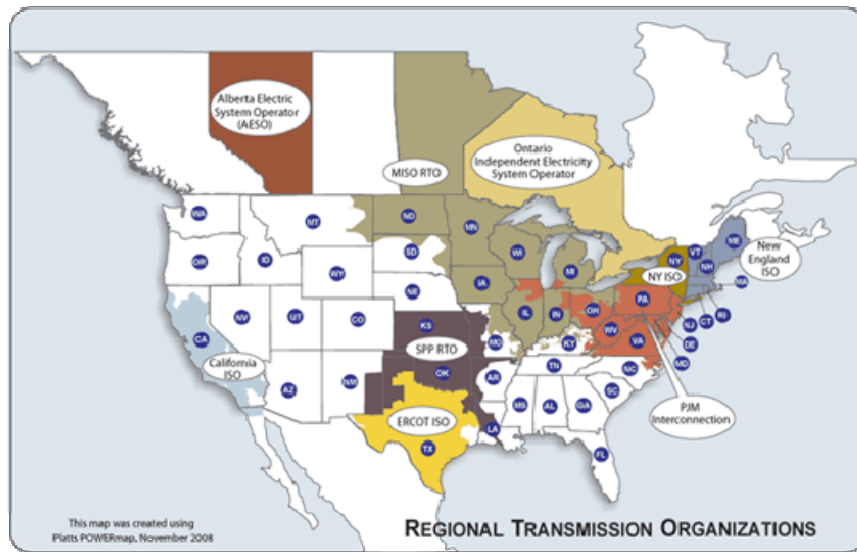 Alberta Electric
System Operator
(AESO)
Ontario
Independent Electricity
System Operator
MISO RTO
WA
MT
ND
MN
VT
ME
OR
ID
SD
WI
NY
NH
New
England
ISO
WY
MI
NY ISO
MA
NE
IA
PA
NV
UT
CO
IL
IN
OH
NJ
CT
RI
CA
KS
MO
WV
VA
DE
KY
MD
California
ISO
SPP RTO
OK
TN
NC
AZ
NM
AR
SC
PJM
Interconnection
ERCOT ISO
MS
AL
GA
TX
LA
FL
This map was created using
Platts POWERmap, November 2008
REGIONAL TRANSMISSION ORGANIZATIONS